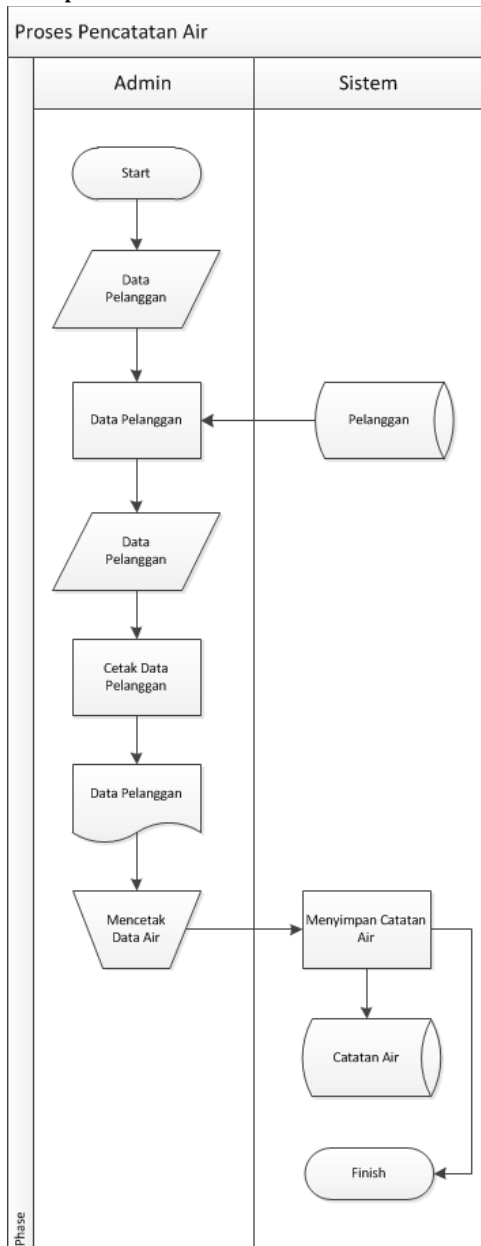 Proses Pencatatan Air
Admin
Sistem
Start
Data
Pelanggan
Data Pelanggan
Pelanggan
Data
Pelanggan
Cetak Data
Pelanggan
Data Pelanggan
Mencetak
Data Air
Menyimpan Catatan
Air
Catatan Air
Finish
Phase